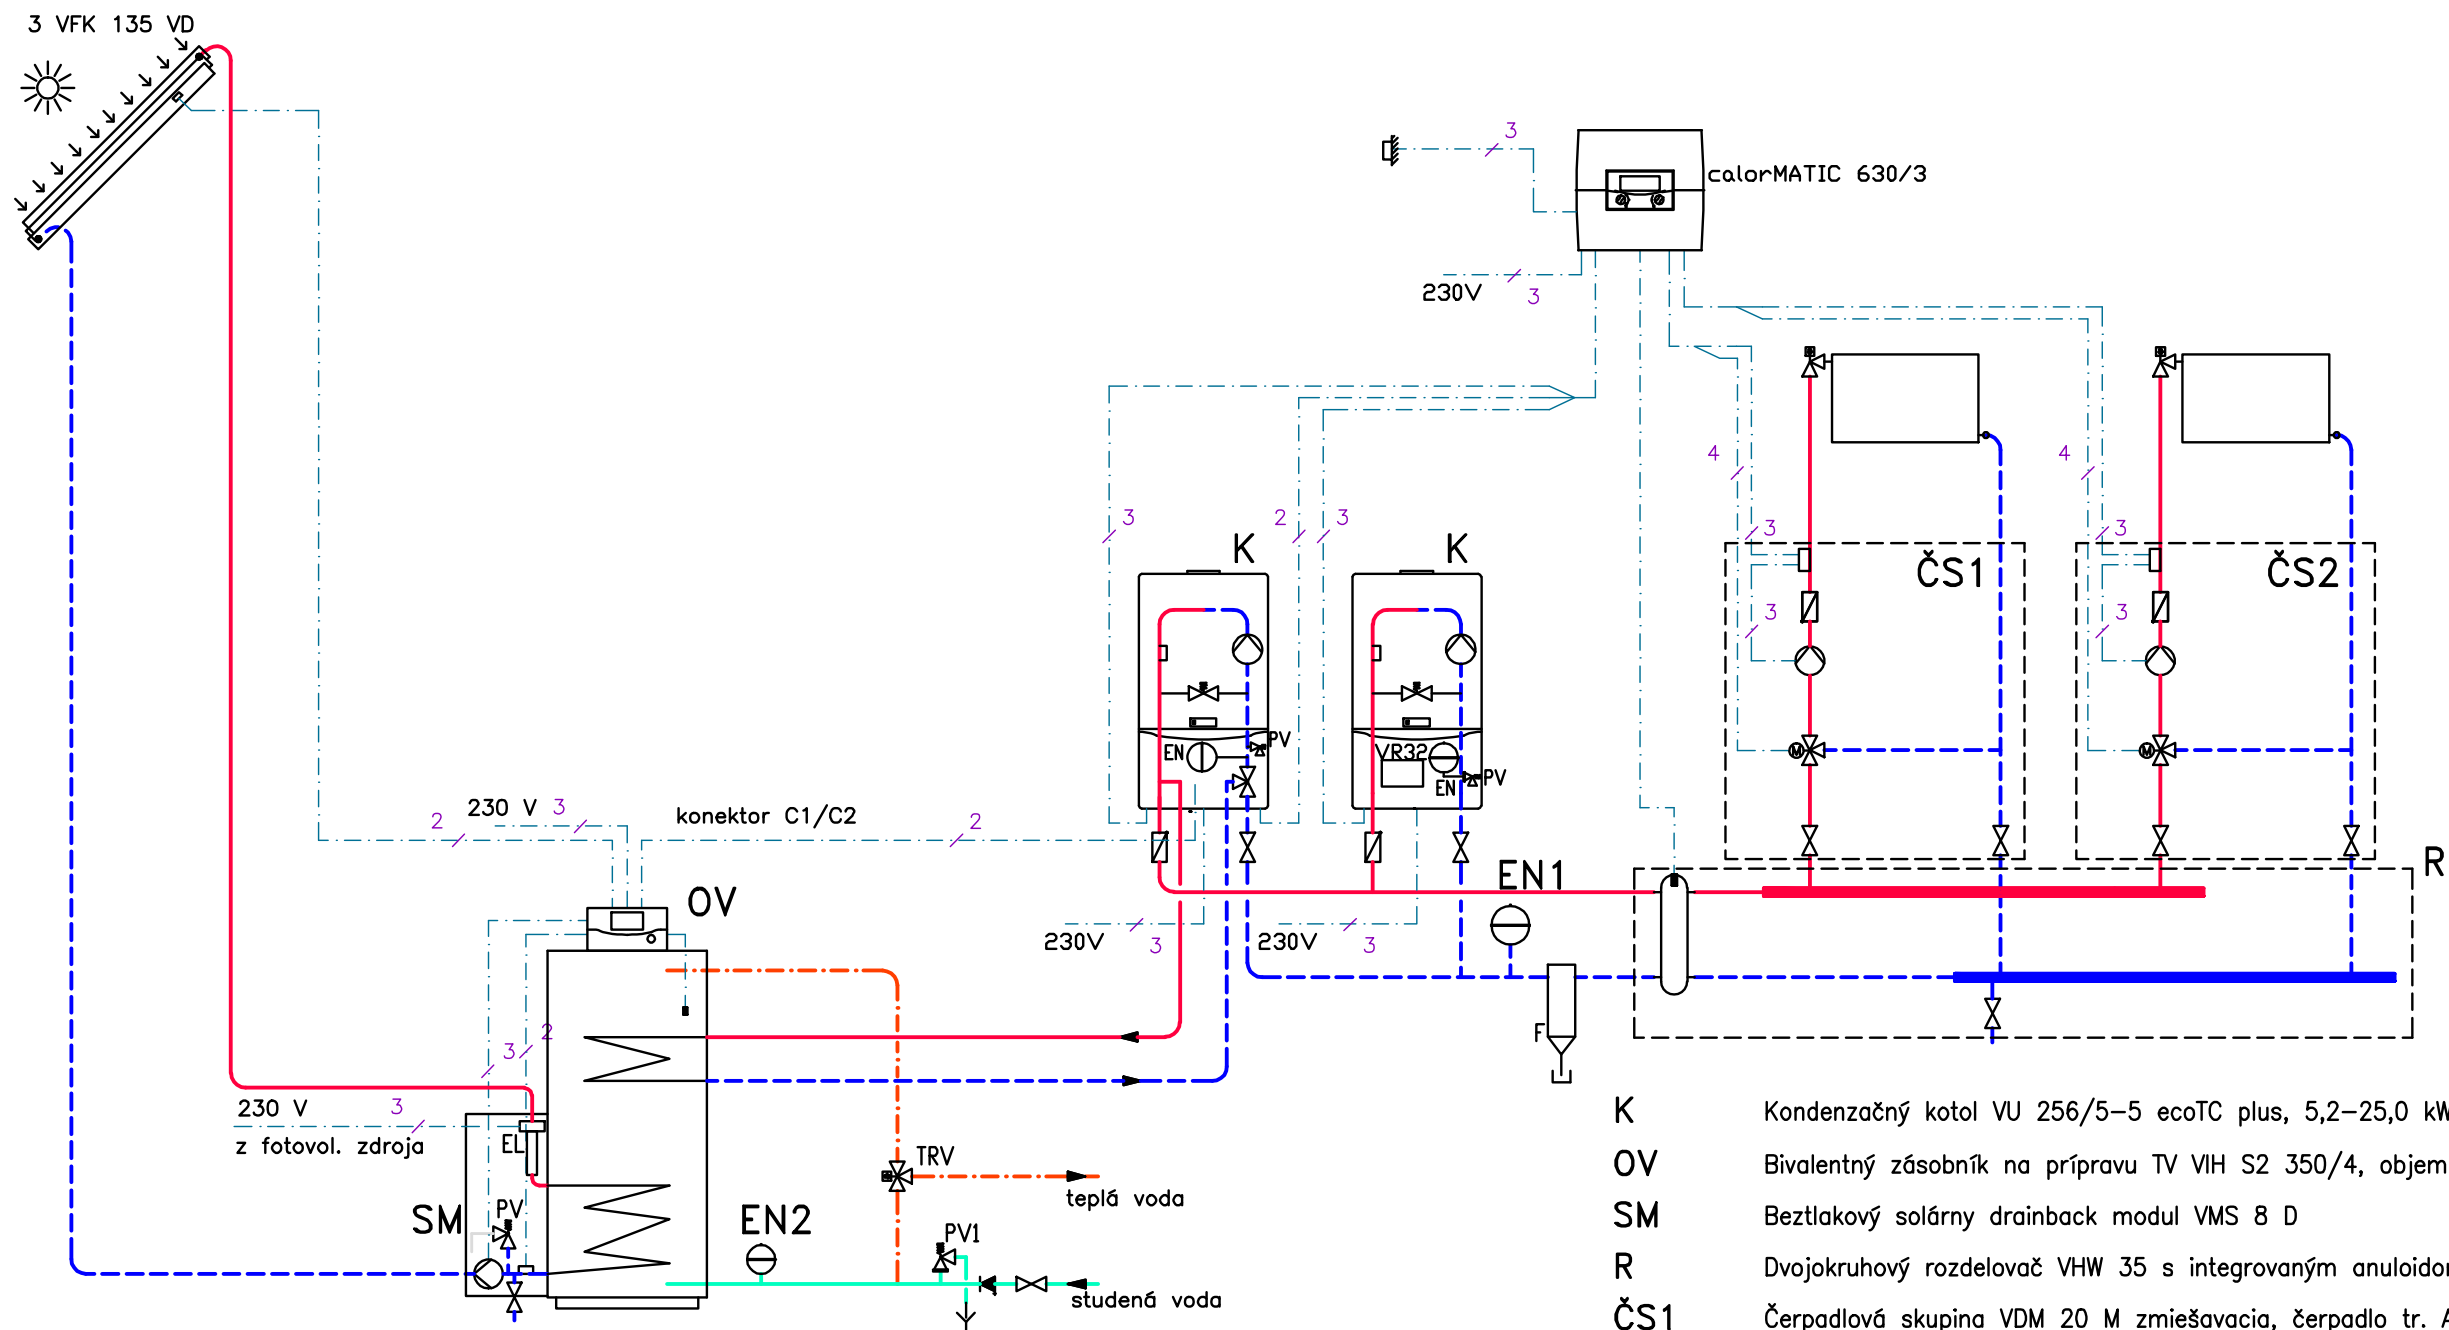 3 VFK 135 VD
3
calorMATIC 630/3
230V
3
4
4
3
2
3
3
3
K
K
ČS1
ČS2
3
3
EN
PV
VR32
EN
PV
230 V
3
2
konektor C1/C2
2
OV
EN1
R
230V
3
230V
3
2
3
F
230 V
3
z fotovol. zdroja
EL
SM
PV
EN2
TRV
teplá voda
PV1
studená voda
K Kondenzačný kotol VU 256/5-5 ecoTC plus, 5,2-25,0 kW
OV Bivalentný zásobník na prípravu TV VIH S2 350/4, objem
SM Beztlakový solárny drainback modul VMS 8 D
R Dvojokruhový rozdelovač VHW 35 s integrovaným anuloidom
ČS1 Čerpadlová skupina VDM 20 M zmiešavacia, čerpadlo tr. A